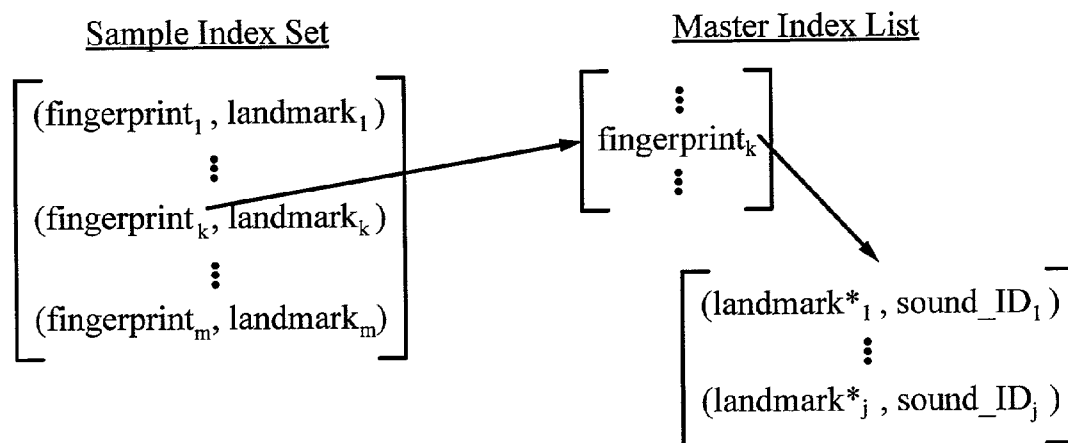 Sample Index Set
(fingerprint₁ , landmark₁)
(fingerprintₖ, landmarkₖ)
(fingerprintₘ, landmarkₘ)
Master Index List
fingerprintₖ
(landmark*₁ , sound_ID₁)
(landmark*ⱼ , sound_IDⱼ)